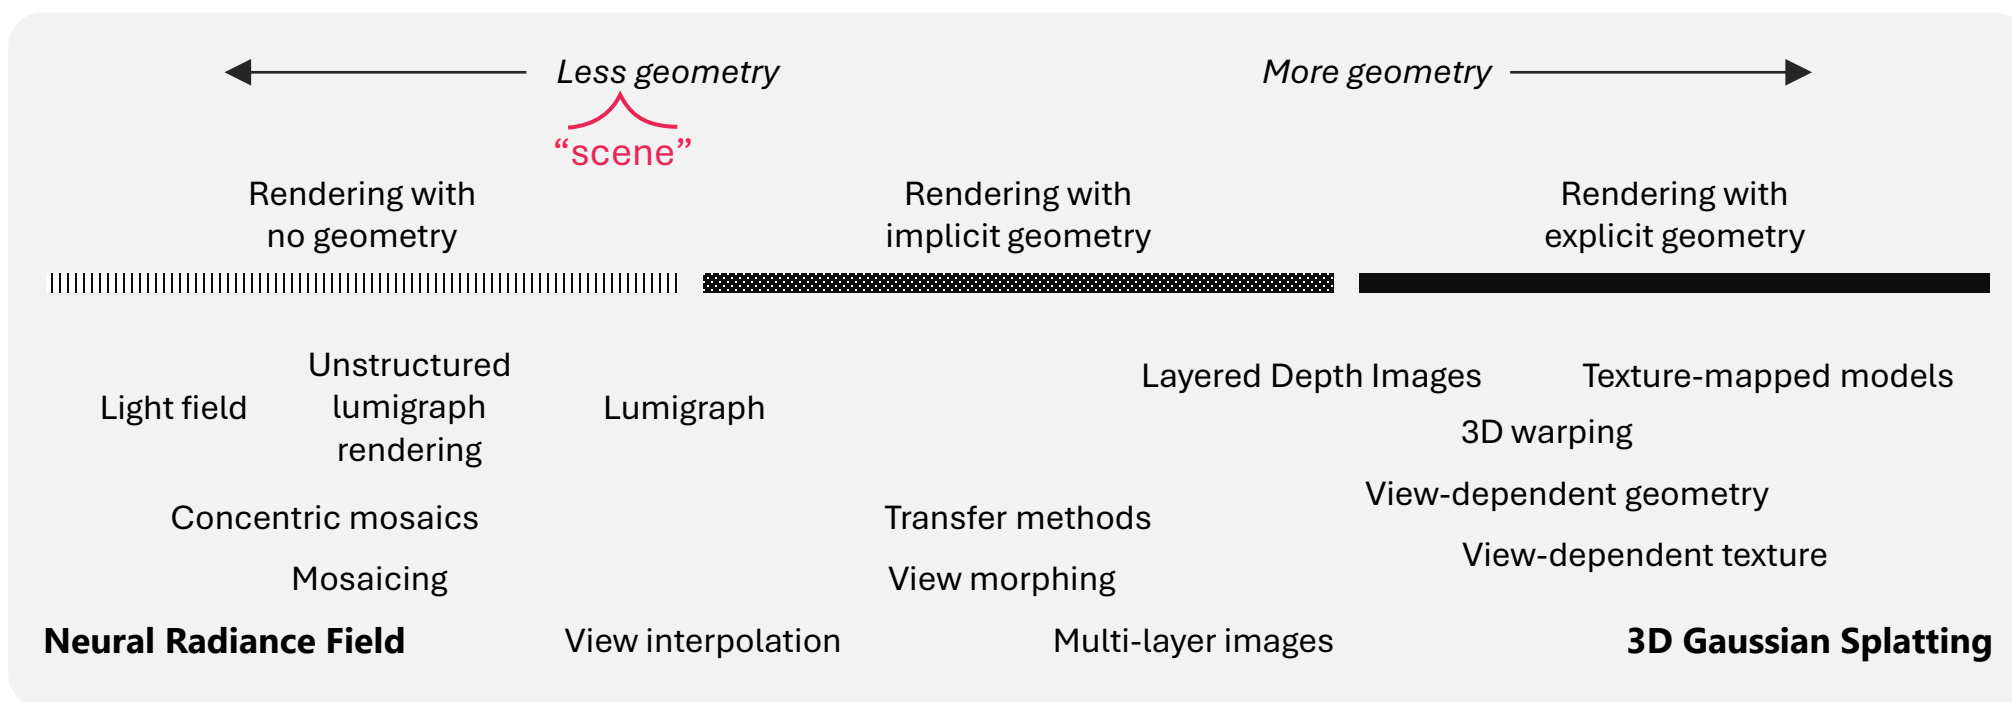 Less geometry
More geometry
“scene”
Rendering with
no geometry
Rendering with
implicit geometry
Rendering with
explicit geometry
Light field
Unstructured
lumigraph
rendering
Lumigraph
Layered Depth Images
Texture-mapped models
3D warping
View-dependent geometry
Concentric mosaics
Transfer methods
View-dependent texture
Mosaicing
View morphing
Neural Radiance Field
View interpolation
Multi-layer images
3D Gaussian Splatting